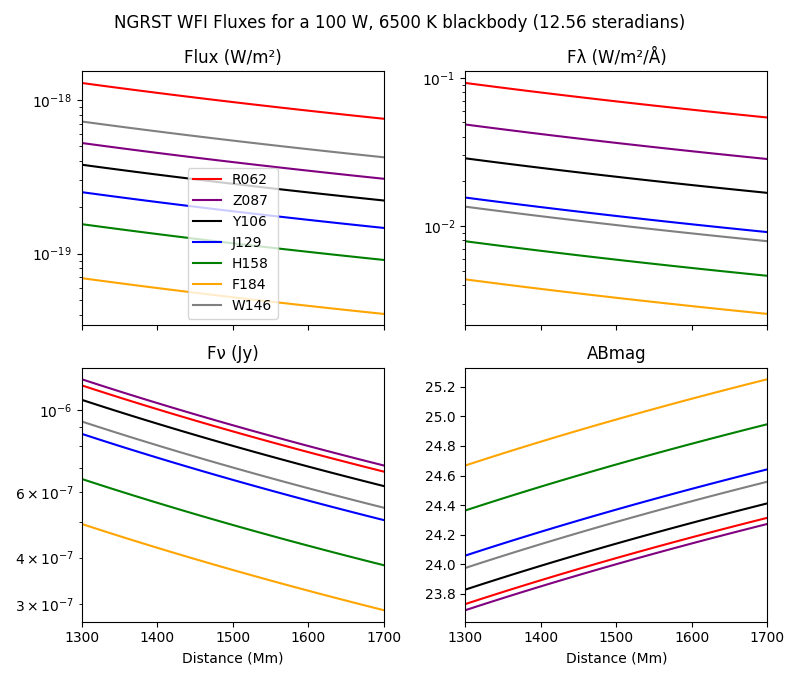 NGRST WFI Fluxes for a 100 W, 6500 K blackbody (12.56 steradians)
Flux (W/m²)
10⁻¹⁸
10⁻¹⁹
R062
Z087
Y106
J129
H158
F184
W146
Fλ (W/m²/Å)
10⁻¹
10⁻²
Fν (Jy)
10⁻⁶
6 × 10⁻⁷
4 × 10⁻⁷
3 × 10⁻⁷
1300 1400 1500 1600 1700
Distance (Mm)
ABmag
25.2
25.0
24.8
24.6
24.4
24.2
24.0
23.8
1300 1400 1500 1600 1700
Distance (Mm)